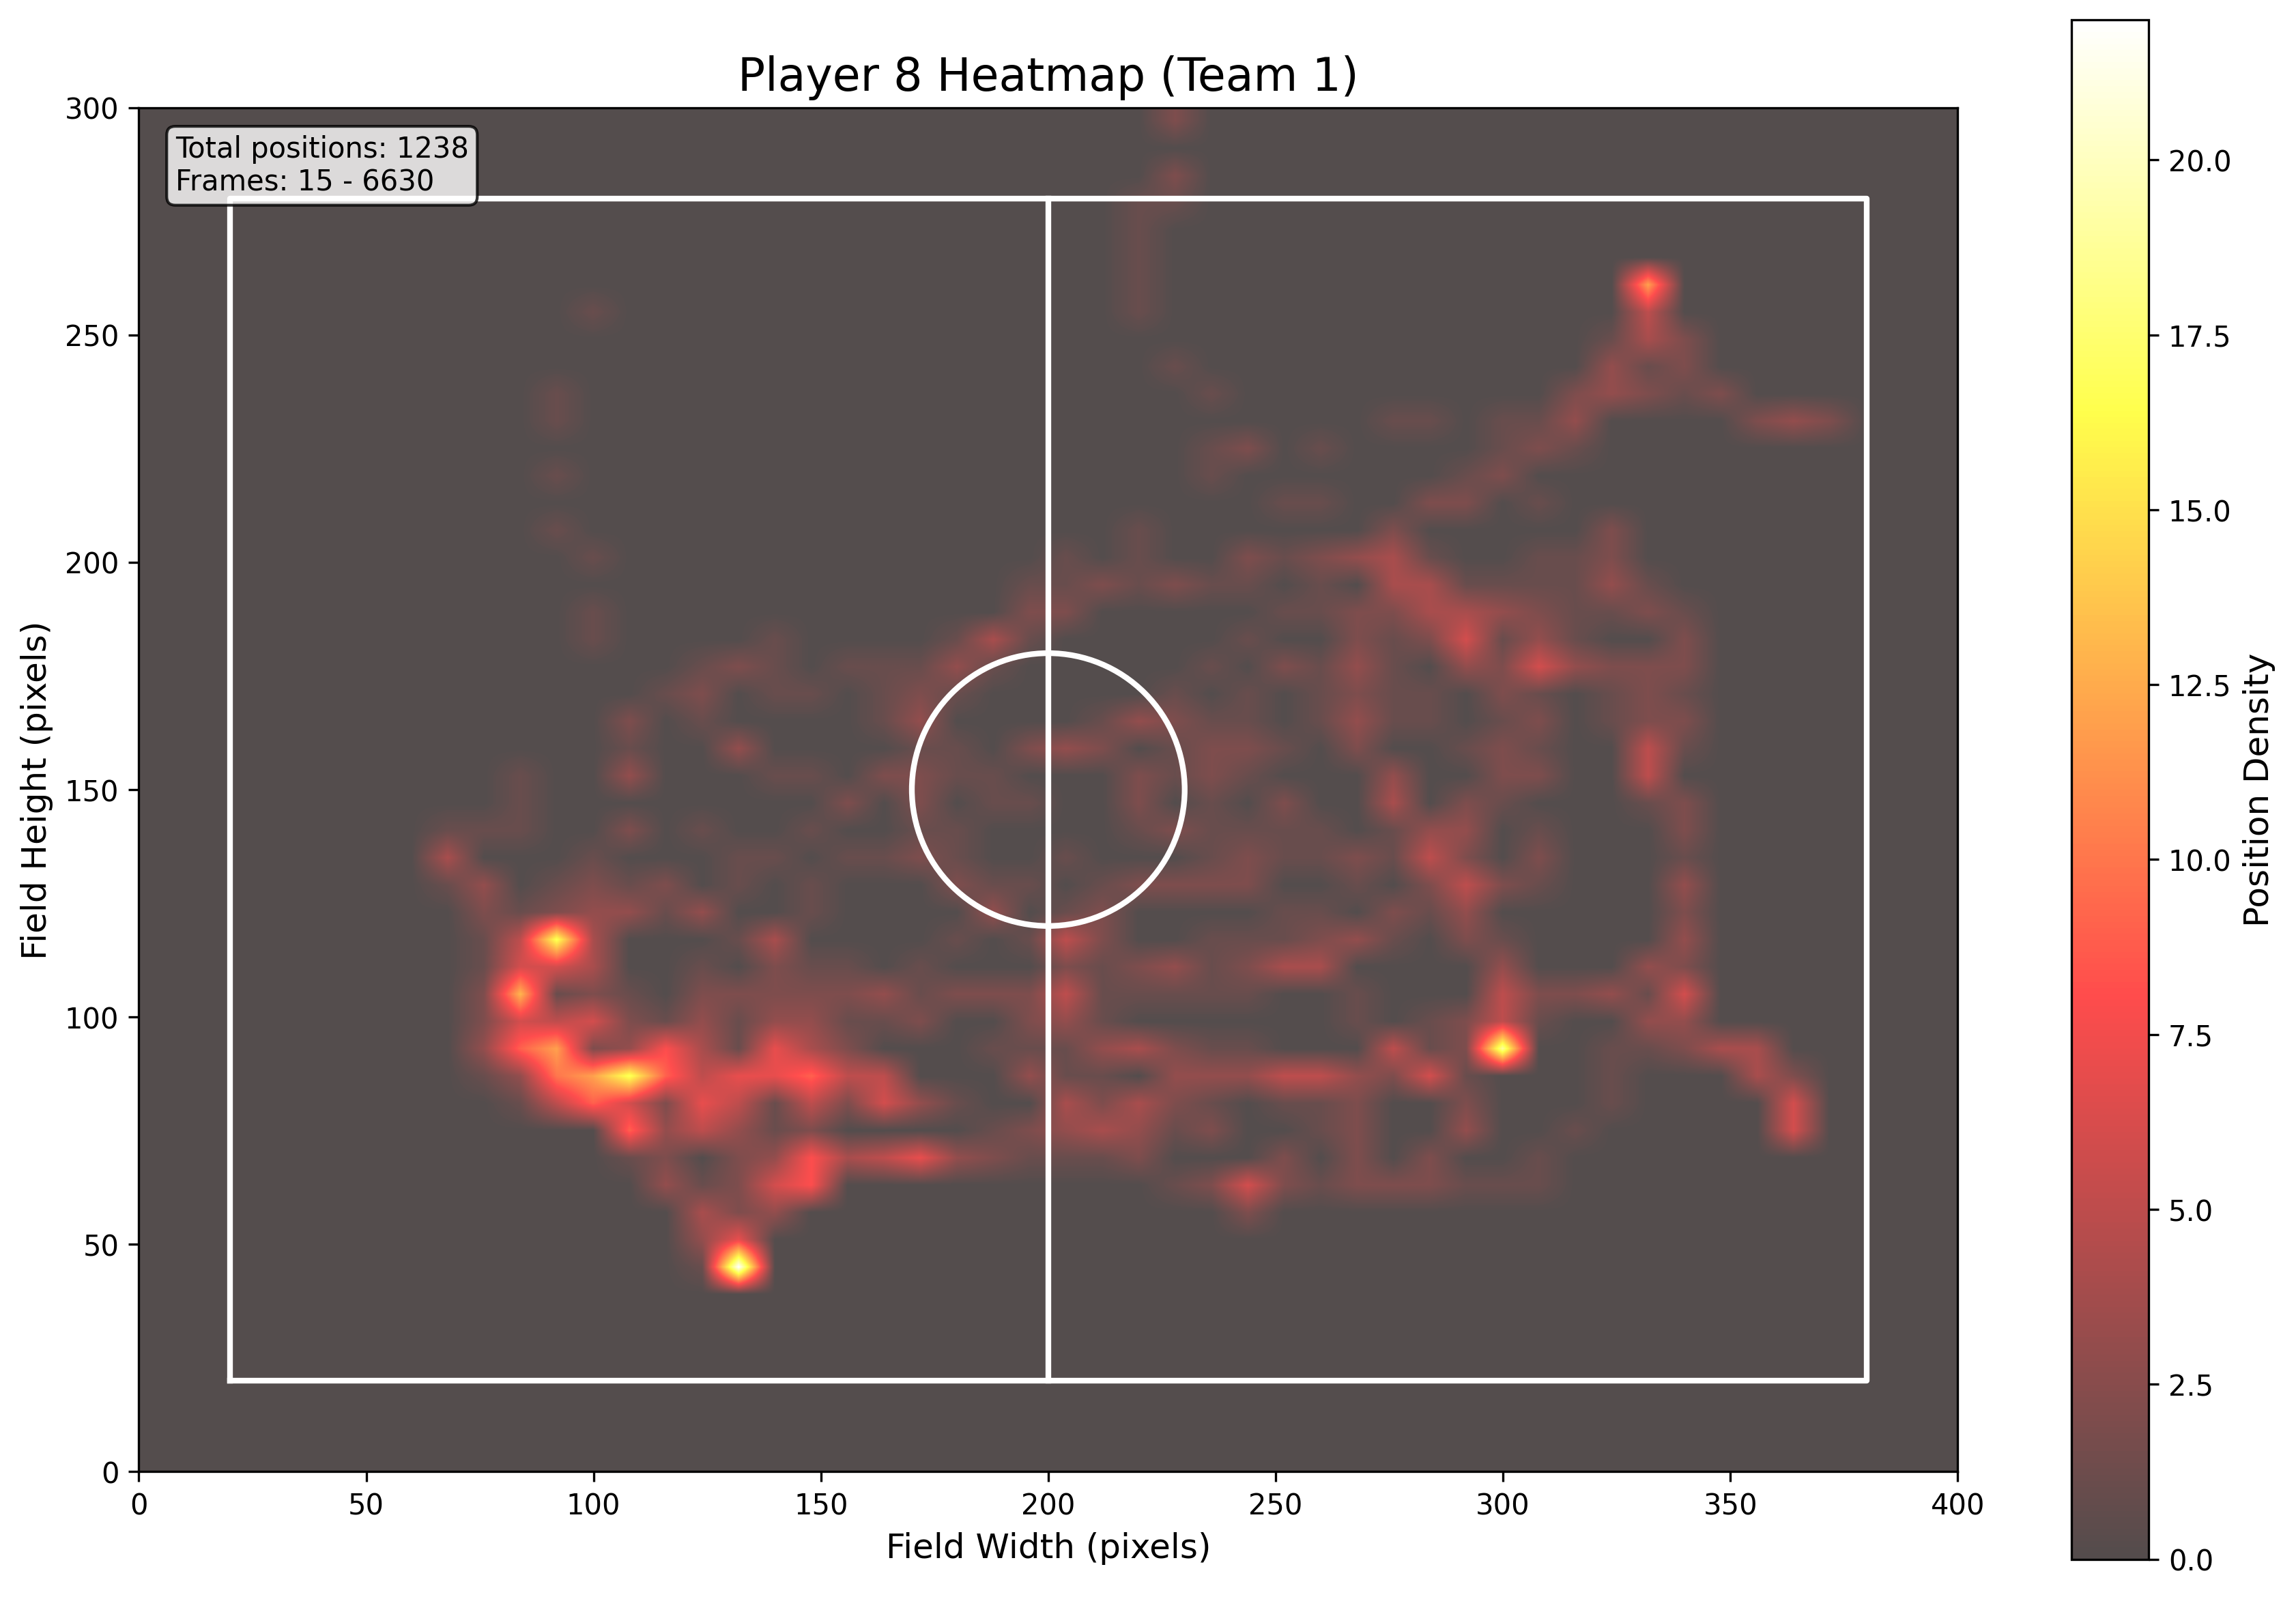 Player 8 Heatmap (Team 1)
Total positions: 1238
Frames: 15 - 6630
300
250
200
150
100
50
0
Field Height (pixels)
0 50 100 150 200 250 300 350 400
Field Width (pixels)
20.0
17.5
15.0
12.5
10.0
7.5
5.0
2.5
0.0
Position Density